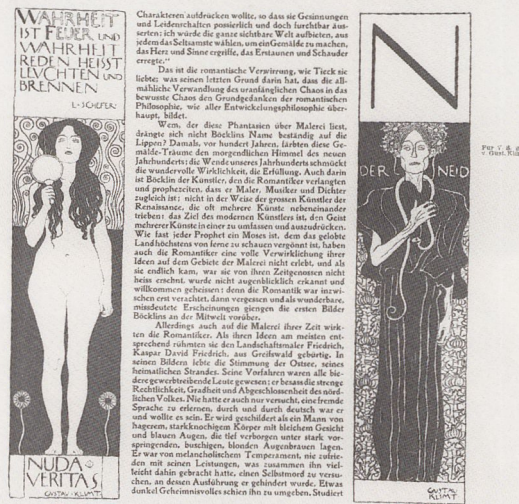 WAHRHEIT
IST FEUER UND
WAHRHEIT
REDEN HEISST
LEVCHTEN UND
BRENNEN
L. SCHEFER.
NUDA
VERITAS
GUSTAV KLIMT
Charakteren aufdrücken wollte, so dass sie Gesinnungen
und Leidenschaften possierlich und doch furchtbar äus-
serten: ich würde die ganze sichtbare Welt aufbieten, aus
jedem das Seltsamste wählen, um ein Gemälde zu machen,
das Herz und Sinne ergriffe, das Erstaunen und Schauder
erregte.“
Das ist die romantische Verwirrung, wie Tieck sie
liebte; was seinen letzten Grund darin hat, dass die all-
mähliche Verwandlung des uranfänglichen Chaos in das
bewusste Chaos den Grundgedanken der romantischen
Philosophie, wie aller Entwickelungsphilosophie über-
haupt, bildet.
Wem, der diese Phantasien über Malerei liest,
drängte sich nicht Böcklins Name beständig auf die
Lippen? Damals, vor hundert Jahren, färbten diese Ge-
mälde-Träume den morgendlichen Himmel des neuen
Jahrhunderts; die Wende unseres Jahrhunderts schmückt
die wundervolle Wirklichkeit, die Erfüllung. Auch darin
ist Böcklin der Künstler, den die Romantiker verlangten
und prophezeiten, dass er Maler, Musiker und Dichter
zugleich ist; nicht in der Weise der grossen Künstler der
Renaissance, die oft mehrere Künste nebeneinander
trieben; das Ziel des modernen Künstlers ist, den Geist
mehrerer Künste in einer zu umfassen und auszudrücken.
Wie fast jeder Prophet ein Moses ist, dem das gelobte
Land höchstens von ferne zu schauen vergönnt ist, haben
auch die Romantiker eine volle Verwirklichung ihrer
Ideen auf dem Gebiete der Malerei nicht erlebt, und als
sie endlich kam, war sie von ihren Zeitgenossen nicht
heiss ersehnt, wurde nicht augenblicklich erkannt und
willkommen geheissen; denn die Romantik war inzwi-
schen erst verachtet, dann vergessen und als wunderbare,
missdeutete Erscheinungen giengen die ersten Bilder
Böcklins an der Mitwelt vorüber.
Allerdings auch auf die Malerei ihrer Zeit wirk-
ten die Romantiker. Als ihren Ideen am meisten ent-
sprechend rühmten sie den Landschaftsmaler Friedrich,
Kaspar David Friedrich, aus Greifswald gebürtig. In
seinen Bildern lebte die Stimmung der Ostsee, seines
heimatlichen Strandes. Seine Vorfahren waren alle bie-
dere gewerbtreibende Leute gewesen; er besass die strenge
Rechtlichkeit, Gradheit und Abgeschlossenheit des nörd-
lichen Volkes. Nie hatte er auch nur versucht, eine fremde
Sprache zu erlernen, durch und durch deutsch war er
und wollte es sein. Er wird geschildert als ein Mann von
hagerem, starkknochigem Körper mit bleichem Gesicht
und blauen Augen, die tief verborgen unter stark vor-
springenden, buschigen, blonden Augenbrauen lagen.
Er war von melancholischem Temperament, nie zufrie-
den mit seinen Leistungen, was zusammen ihn viel-
leicht dahin gebracht hatte, einen Selbstmord zu versu-
chen, an dessen Ausführung er gehindert wurde. Etwas
dunkel Geheimnisvolles schien ihn zu umgeben. Studiert
N
DER NEID
GUSTAV
KLIMT
Für
v. Gust.